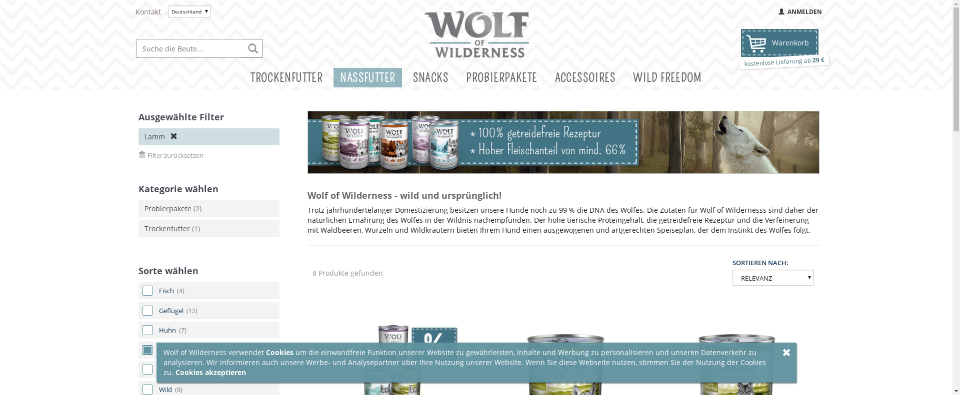 Kontakt
Deutschland
WOLF
OF
WILDERNESS
ANMELDEN
Suche die Beute...
Warenkorb
kostenlose Lieferung ab 29 €
TROCKENFUTTER
NASSFUTTER
SNACKS
PROBIERPAKETE
ACCESSOIRES
WILD FREEDOM
Ausgewählte Filter
Lamm
Filter zurücksetzen
Kategorie wählen
Probierpakete (2)
Trockenfutter (1)
Sorte wählen
Fisch (4)
Geflügel (12)
Huhn (7)
Wild (8)
* 100% getreidefreie Rezeptur
* Hoher Fleischanteil von mind. 66%
Wolf of Wilderness - wild und ursprünglich!
Trotz jahrhundertelanger Domestizierung besitzen unsere Hunde noch zu 99 % die DNA des Wolfes. Die Zutaten für Wolf of Wildernesss sind daher der
natürlichen Ernährung des Wolfes in der Wildnis nachempfunden. Der hohe tierische Proteingehalt, die getreidefreie Rezeptur und die Verfeinerung
mit Waldbeeren, Wurzeln und Wildkräutern bieten Ihrem Hund einen ausgewogenen und artgerechten Speiseplan, der dem Instinkt des Wolfes folgt.
8 Produkte gefunden
SORTIEREN NACH:
RELEVANZ
%
Wolf of Wilderness verwendet Cookies um die einwandfreie Funktion unserer Website zu gewährleisten, Inhalte und Werbung zu personalisieren und unseren Datenverkehr zu
analysieren. Wir informieren auch unsere Werbe- und Analysepartner über Ihre Nutzung unserer Website. Wenn Sie diese Webseite nutzen, stimmen Sie der Nutzung der Cookies
zu. Cookies akzeptieren